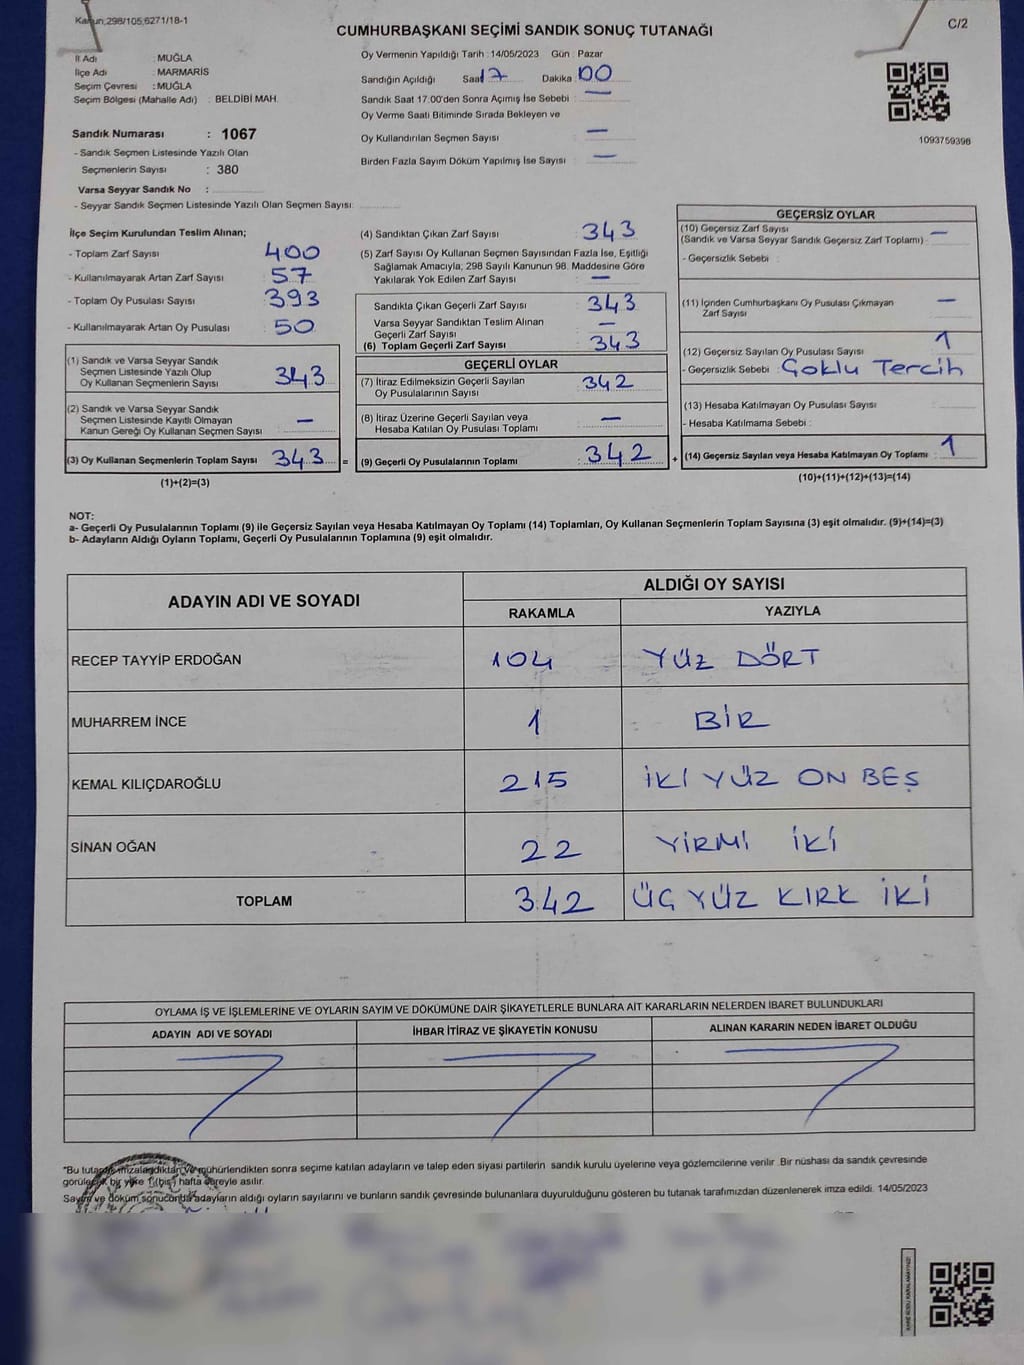 Kanun;298/105,6271/18-1
C/2
CUMHURBAŞKANI SEÇİMİ SANDIK SONUÇ TUTANAĞI
İl Adı : MUĞLA
İlçe Adı : MARMARİS
Seçim Çevresi : MUĞLA
Seçim Bölgesi (Mahalle Adı) : BELDİBİ MAH.
Sandık Numarası : 1067
- Sandık Seçmen Listesinde Yazılı Olan
Seçmenlerin Sayısı : 380
Varsa Seyyar Sandık No :
- Seyyar Sandık Seçmen Listesinde Yazılı Olan Seçmen Sayısı:
Oy Vermenin Yapıldığı Tarih : 14/05/2023 Gün : Pazar
Sandığın Açıldığı Saat 17 Dakika : 00
Sandık Saat 17:00'den Sonra Açımış İse Sebebi : —
Oy Verme Saati Bitiminde Sırada Bekleyen ve
Oy Kullandırılan Seçmen Sayısı : —
Birden Fazla Sayım Döküm Yapılmış İse Sayısı : —
1093759396
İlçe Seçim Kurulundan Teslim Alınan;
- Toplam Zarf Sayısı : 400
- Kullanılmayarak Artan Zarf Sayısı : 57
- Toplam Oy Pusulası Sayısı : 393
- Kullanılmayarak Artan Oy Pusulası : 50
(1) Sandık ve Varsa Seyyar Sandık
Seçmen Listesinde Yazılı Olup
Oy Kullanan Seçmenlerin Sayısı : 343
(2) Sandık ve Varsa Seyyar Sandık
Seçmen Listesinde Kayıtlı Olmayan
Kanun Gereği Oy Kullanan Seçmen Sayısı : —
(3) Oy Kullanan Seçmenlerin Toplam Sayısı : 343 =
(1)+(2)=(3)
(4) Sandıktan Çıkan Zarf Sayısı : 343
(5) Zarf Sayısı Oy Kullanan Seçmen Sayısından Fazla İse, Eşitliği
Sağlamak Amacıyla, 298 Sayılı Kanunun 98. Maddesine Göre
Yakılarak Yok Edilen Zarf Sayısı : —
Sandıkta Çıkan Geçerli Zarf Sayısı : 343
Varsa Seyyar Sandıktan Teslim Alınan
Geçerli Zarf Sayısı : —
(6) Toplam Geçerli Zarf Sayısı : 343
GEÇERLİ OYLAR
(7) İtiraz Edilmeksizin Geçerli Sayılan
Oy Pusulalarının Sayısı : 342
(8) İtiraz Üzerine Geçerli Sayılan veya
Hesaba Katılan Oy Pusulası Toplamı : —
(9) Geçerli Oy Pusulalarının Toplamı : 342 +
GEÇERSİZ OYLAR
(10) Geçersiz Zarf Sayısı
(Sandık ve Varsa Seyyar Sandık Geçersiz Zarf Toplamı) : —
- Geçersizlik Sebebi :
(11) İçinden Cumhurbaşkanı Oy Pusulası Çıkmayan
Zarf Sayısı : —
(12) Geçersiz Sayılan Oy Pusulası Sayısı : 1
- Geçersizlik Sebebi : Çoklu Tercih
(13) Hesaba Katılmayan Oy Pusulası Sayısı :
- Hesaba Katılmama Sebebi :
(14) Geçersiz Sayılan veya Hesaba Katılmayan Oy Toplamı : 1
(10)+(11)+(12)+(13)=(14)
NOT:
a- Geçerli Oy Pusulalarının Toplamı (9) ile Geçersiz Sayılan veya Hesaba Katılmayan Oy Toplamı (14) Toplamları, Oy Kullanan Seçmenlerin Toplam Sayısına (3) eşit olmalıdır. (9)+(14)=(3)
b- Adayların Aldığı Oyların Toplamı, Geçerli Oy Pusulalarının Toplamına (9) eşit olmalıdır.
ADAYIN ADI VE SOYADI
ALDIĞI OY SAYISI
RAKAMLA YAZIYLA
RECEP TAYYİP ERDOĞAN 104 YÜZ DÖRT
MUHARREM İNCE 1 BİR
KEMAL KILIÇDAROĞLU 215 İKİ YÜZ ON BEŞ
SİNAN OĞAN 22 YİRMİ İKİ
TOPLAM 342 ÜÇ YÜZ KIRK İKİ
OYLAMA İŞ VE İŞLEMLERİNE VE OYLARIN SAYIM VE DÖKÜMÜNE DAİR ŞİKAYETLERLE BUNLARA AİT KARARLARIN NELERDEN İBARET BULUNDUKLARI
ADAYIN ADI VE SOYADI İHBAR İTİRAZ VE ŞİKAYETİN KONUSU ALINAN KARARIN NEDEN İBARET OLDUĞU
"Bu tutanak imzalandıktan ve mühürlendikten sonra seçime katılan adayların ve talep eden siyasi partilerin sandık kurulu üyelerine veya gözlemcilerine verilir .Bir nüshası da sandık çevresinde
görülecek bir yere 1 (bir) hafta süreyle asılır.
Sayım ve döküm sonucunda adayların aldığı oyların sayılarını ve bunların sandık çevresinde bulunanlara duyurulduğunu gösteren bu tutanak tarafımızdan düzenlenerek imza edildi. 14/05/2023